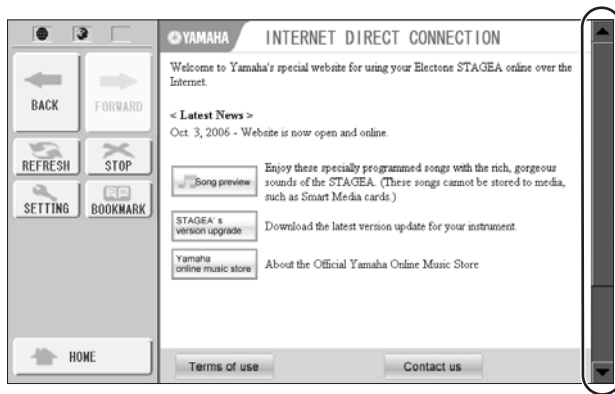 YAMAHA INTERNET DIRECT CONNECTION
BACK
FORWARD
REFRESH
STOP
SETTING
BOOKMARK
HOME
Welcome to Yamaha's special website for using your Electone STAGEA online over the
Internet.
< Latest News >
Oct. 3, 2006 - Website is now open and online.
Song preview
Enjoy these specially programmed songs with the rich, gorgeous
sounds of the STAGEA. (These songs cannot be stored to media,
such as Smart Media cards.)
STAGEA' s
version upgrade
Download the latest version update for your instrument.
Yamaha
online music store
About the Official Yamaha Online Music Store
Terms of use
Contact us